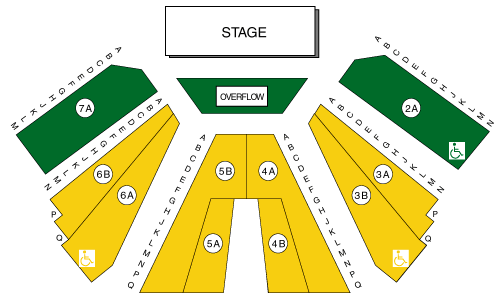 STAGE
OVERFLOW
A B C D E F G H J K L M
7A
A B C D E F G H J K L M N
P
Q
6B
6A
A B C D E F G H J K L M N P Q
5B
4A
5A
4B
A B C D E F G H J K L M N P Q
A B C D E F G H J K L M N
P
Q
3A
3B
A B C D E F G H J K L M N
2A